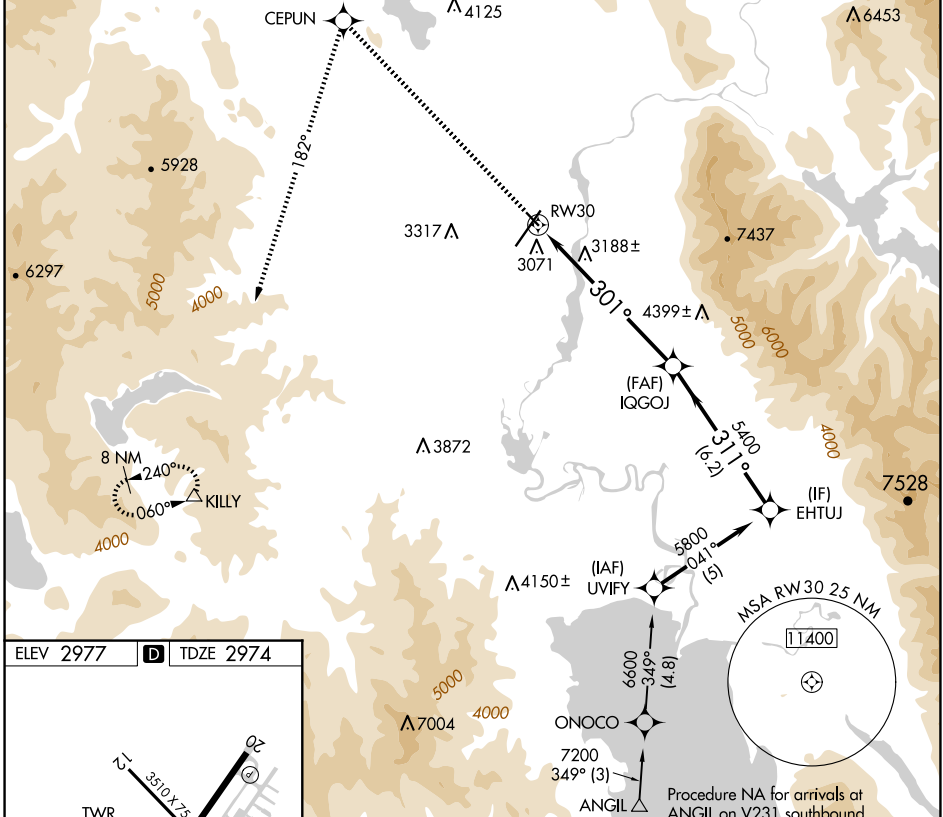 CEPUN
4125
6453
182°
5928
RW30
3317
3071
3188±
7437
6297
5000
4000
301°
4399±
5000
6000
(FAF)
IQGOJ
5400
311°
(6.2)
4000
3872
8 NM
240°
060°
KILLY
4000
7528
(IF)
EHTUJ
5800
041°
(5)
(IAF)
UVIFY
4150±
MSA RW30 25 NM
11400
ELEV 2977
D
TDZE 2974
6600
349°
(4.8)
5000
4000
7004
ONOCO
7200
349° (3)
ANGIL
20
P
12
3510 X 75
TWR
Procedure NA for arrivals at
ANGIL on V231 southbound